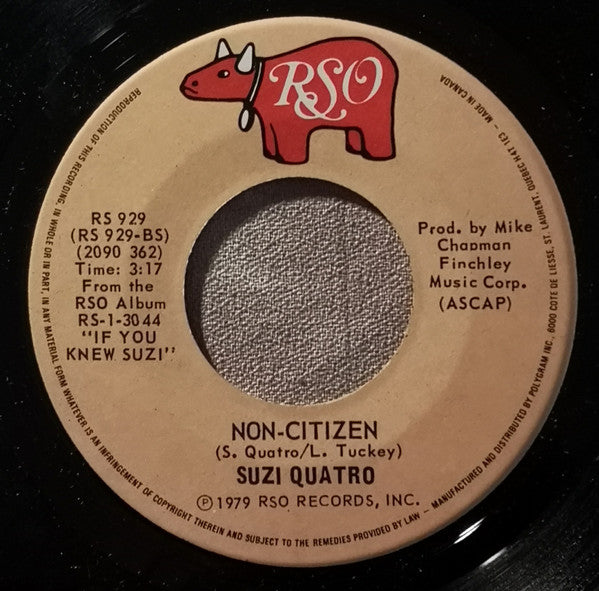 RSO
RS 929
(RS 929-BS)
(2090 362)
Time: 3:17
From the
RSO Album
RS-1-3044
"IF YOU
KNEW SUZI"
Prod. by Mike
Chapman
Finchley
Music Corp.
(ASCAP)
NON-CITIZEN
(S. Quatro/L. Tuckey)
SUZI QUATRO
Ⓟ 1979 RSO RECORDS, INC.
REPRODUCTION OF THIS RECORDING, IN WHOLE OR IN PART, IN ANY MATERIAL FORM WHATEVER IS AN INFRINGEMENT OF COPYRIGHT THEREIN AND SUBJECT TO THE REMEDIES PROVIDED BY LAW – MANUFACTURED AND DISTRIBUTED BY POLYGRAM INC., 6000 COTE DE LIESSE, ST. LAURENT, QUEBEC H4T 1E3 – MADE IN CANADA